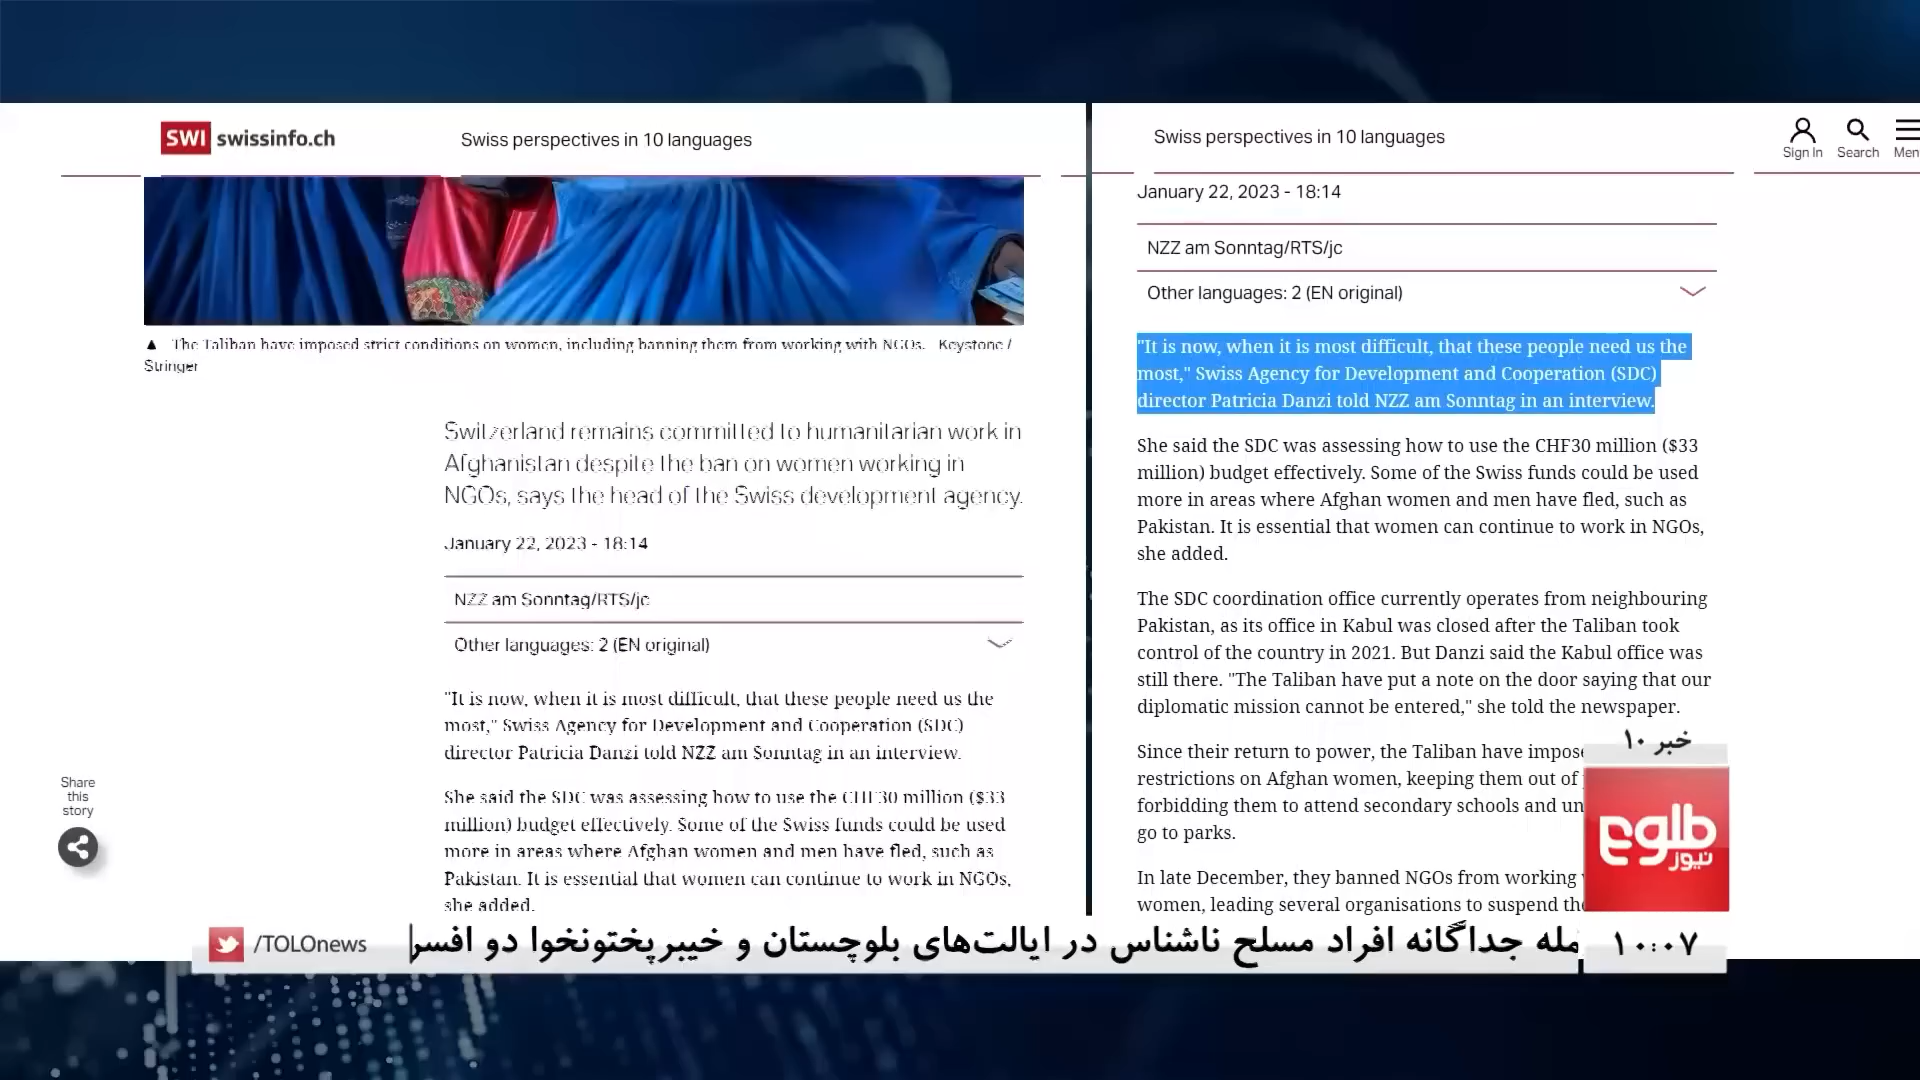 SWI swissinfo.ch
Swiss perspectives in 10 languages
▲ The Taliban have imposed strict conditions on women, including banning them from working with NGOs. Keystone /
Stringer
Switzerland remains committed to humanitarian work in
Afghanistan despite the ban on women working in
NGOs, says the head of the Swiss development agency.
January 22, 2023 - 18:14
NZZ am Sonntag/RTS/jc
Other languages: 2 (EN original)
"It is now, when it is most difficult, that these people need us the
most," Swiss Agency for Development and Cooperation (SDC)
director Patricia Danzi told NZZ am Sonntag in an interview.
She said the SDC was assessing how to use the CHF30 million ($33
million) budget effectively. Some of the Swiss funds could be used
more in areas where Afghan women and men have fled, such as
Pakistan. It is essential that women can continue to work in NGOs,
she added.
Share
this
story
Swiss perspectives in 10 languages
Sign In
Search
Men
January 22, 2023 - 18:14
NZZ am Sonntag/RTS/jc
Other languages: 2 (EN original)
"It is now, when it is most difficult, that these people need us the
most," Swiss Agency for Development and Cooperation (SDC)
director Patricia Danzi told NZZ am Sonntag in an interview.
She said the SDC was assessing how to use the CHF30 million ($33
million) budget effectively. Some of the Swiss funds could be used
more in areas where Afghan women and men have fled, such as
Pakistan. It is essential that women can continue to work in NGOs,
she added.
The SDC coordination office currently operates from neighbouring
Pakistan, as its office in Kabul was closed after the Taliban took
control of the country in 2021. But Danzi said the Kabul office was
still there. "The Taliban have put a note on the door saying that our
diplomatic mission cannot be entered," she told the newspaper.
Since their return to power, the Taliban have impose
restrictions on Afghan women, keeping them out of
forbidding them to attend secondary schools and un
go to parks.
In late December, they banned NGOs from working
women, leading several organisations to suspend the
خبر ۱۰
طلوع
نیوز
/TOLOnews
مله جداگانه افراد مسلح ناشناس در ایالت‌های بلوچستان و خیبرپختونخوا دو افسر
۱۰:۰۷